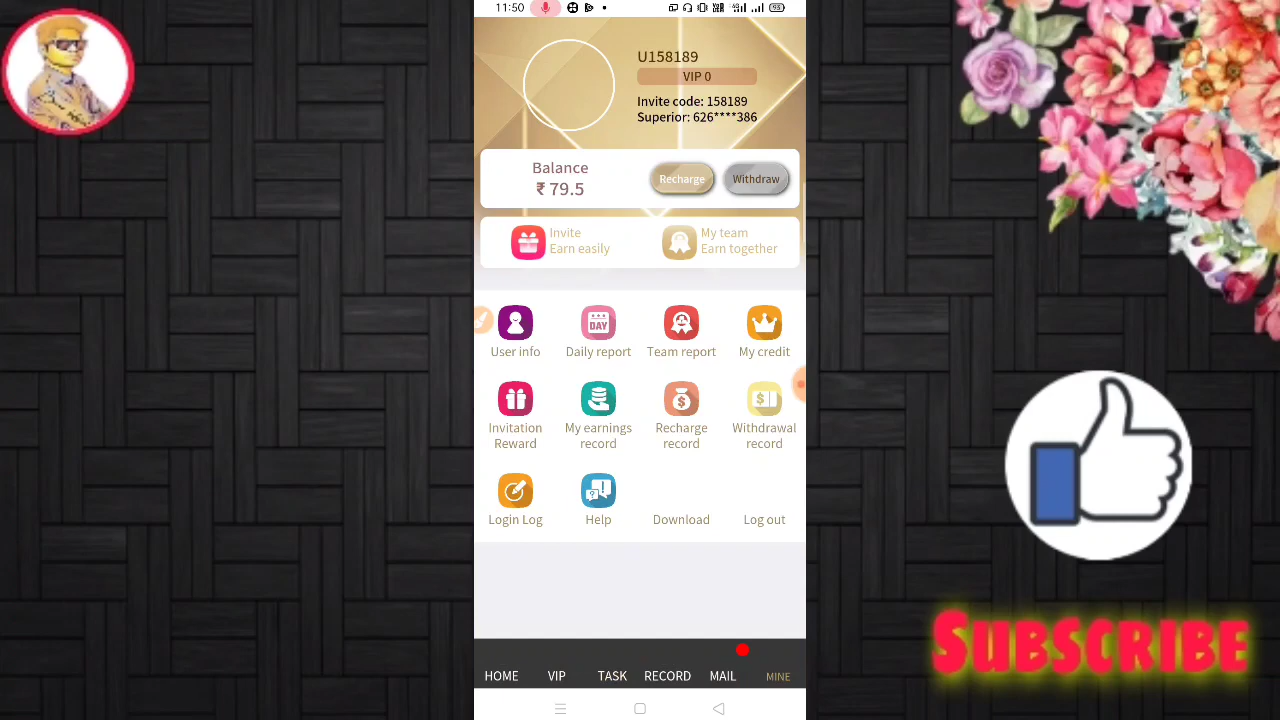 11:50
93
U158189
VIP 0
Invite code: 158189
Superior: 626****386
Balance
₹ 79.5
Recharge
Withdraw
Invite
Earn easily
My team
Earn together
DAY
User info
Daily report
Team report
My credit
Invitation
Reward
My earnings
record
Recharge
record
Withdrawal
record
Login Log
Help
Download
Log out
HOME
VIP
TASK
RECORD
MAIL
MINE
SUBSCRIBE